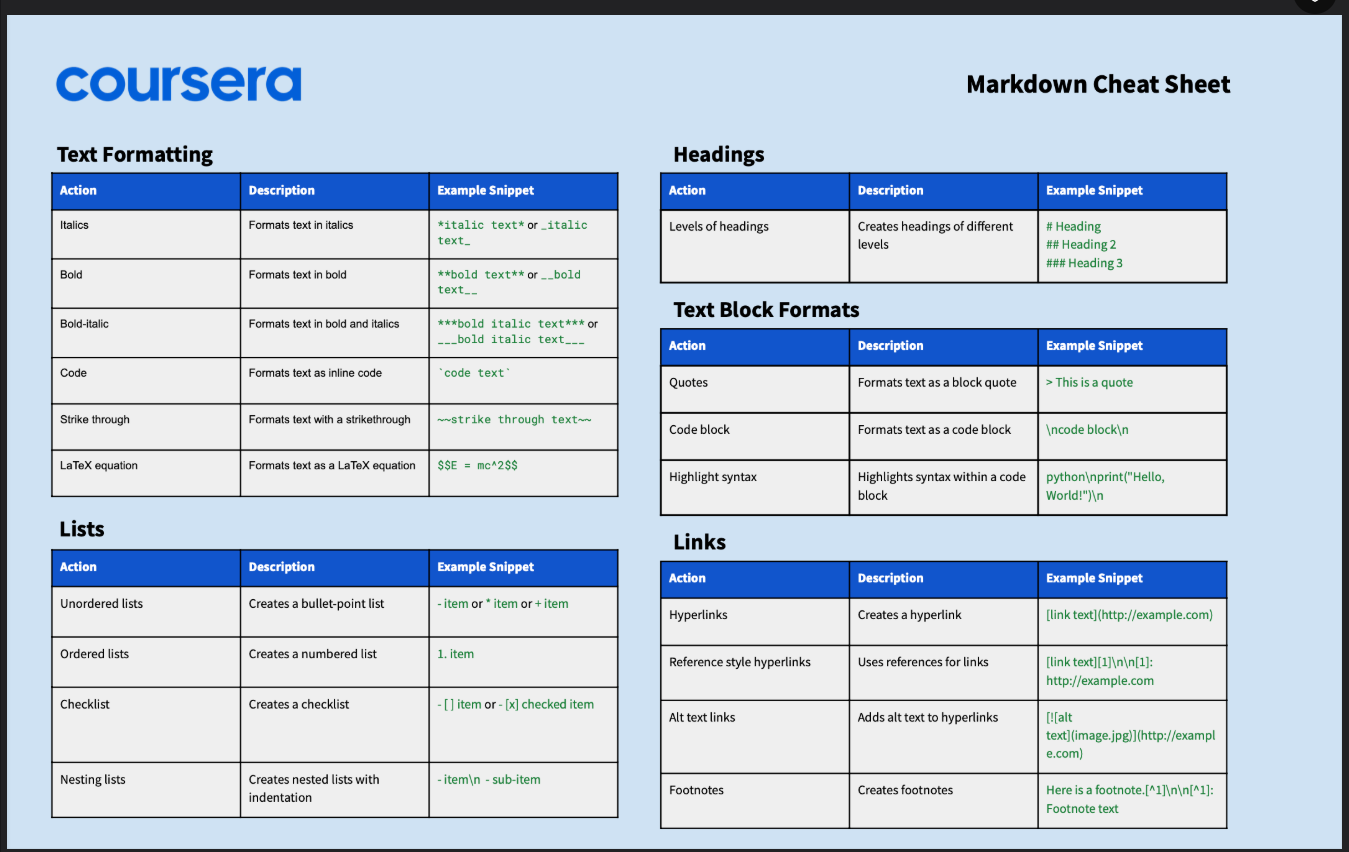 coursera
Markdown Cheat Sheet
Text Formatting
Action Description Example Snippet
Italics Formats text in italics *italic text* or _italic
text_
Bold Formats text in bold **bold text** or __bold
text__
Bold-italic Formats text in bold and italics ***bold italic text*** or
___bold italic text___
Code Formats text as inline code `code text`
Strike through Formats text with a strikethrough ~~strike through text~~
LaTeX equation Formats text as a LaTeX equation $$E = mc^2$$
Lists
Action Description Example Snippet
Unordered lists Creates a bullet-point list - item or * item or + item
Ordered lists Creates a numbered list 1. item
Checklist Creates a checklist - [ ] item or - [x] checked item
Nesting lists Creates nested lists with - item\n  - sub-item
indentation
Headings
Action Description Example Snippet
Levels of headings Creates headings of different # Heading
levels ## Heading 2
### Heading 3
Text Block Formats
Action Description Example Snippet
Quotes Formats text as a block quote > This is a quote
Code block Formats text as a code block \ncode block\n
Highlight syntax Highlights syntax within a code python\nprint("Hello,
block World!")\n
Links
Action Description Example Snippet
Hyperlinks Creates a hyperlink [link text](http://example.com)
Reference style hyperlinks Uses references for links [link text][1]\n\n[1]:
http://example.com
Alt text links Adds alt text to hyperlinks [![alt
text](image.jpg)](http://exampl
e.com)
Footnotes Creates footnotes Here is a footnote.[^1]\n\n[^1]:
Footnote text